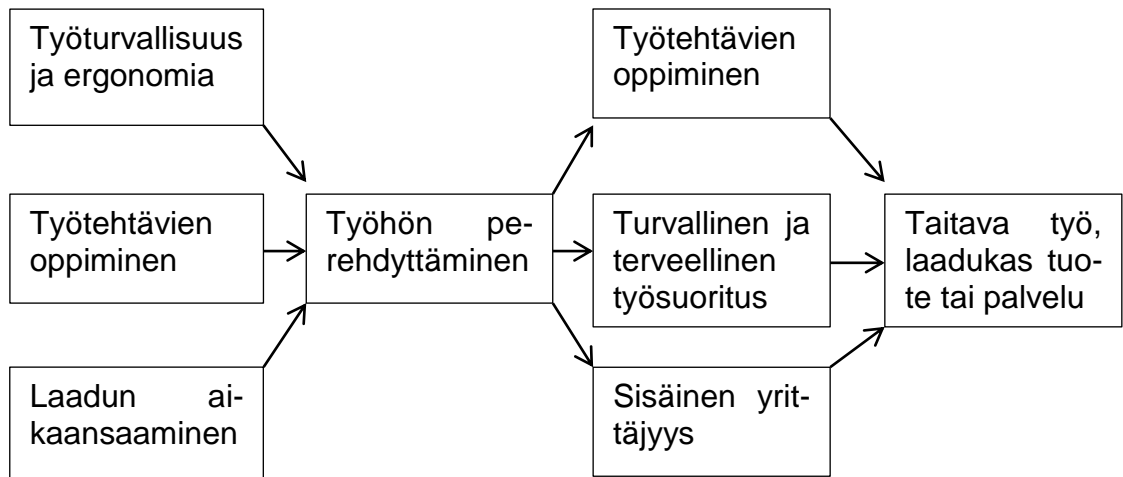 Työturvallisuus
ja ergonomia
Työtehtävien
oppiminen
Laadun ai-
kaansaaminen
Työhön pe-
rehdyttäminen
Työtehtävien
oppiminen
Turvallinen ja
terveellinen
työsuoritus
Sisäinen yrit-
täjyys
Taitava työ,
laadukas tuo-
te tai palvelu